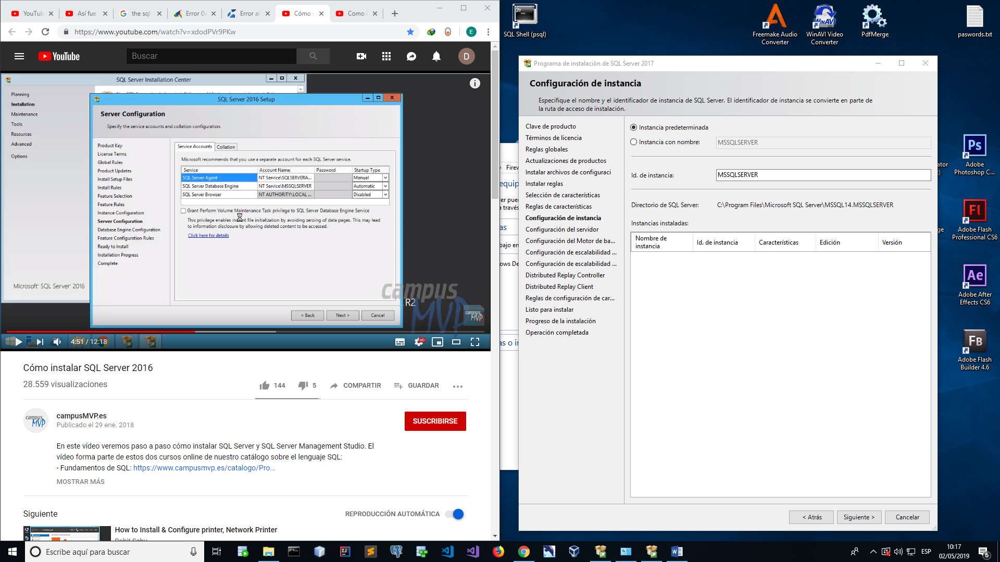 YouTub
Así fue
the sql
Error 0x
Error al
Cómo i
Como i
https://www.youtube.com/watch?v=xdodPVr9PKw
E
YouTube
Buscar
D
SQL Server Installation Center
Planning
Installation
Maintenance
Tools
Resources
Advanced
Options
Microsoft® SQL Server® 2016
SQL Server 2016 Setup
Server Configuration
Specify the service accounts and collation configuration.
Product Key
License Terms
Global Rules
Product Updates
Install Setup Files
Install Rules
Feature Selection
Feature Rules
Instance Configuration
Server Configuration
Database Engine Configuration
Feature Configuration Rules
Ready to Install
Installation Progress
Complete
Service Accounts
Collation
Microsoft recommends that you use a separate account for each SQL Server service.
Service Account Name Password Startup Type
SQL Server Agent NT Service\SQLSERVERA... Manual
SQL Server Database Engine NT Service\MSSQLSERVER Automatic
SQL Server Browser NT AUTHORITY\LOCAL ... Disabled
Grant Perform Volume Maintenance Task privilege to SQL Server Database Engine Service
This privilege enables instant file initialization by avoiding zeroing of data pages. This may lead
to information disclosure by allowing deleted content to be accessed.
Click here for details
< Back
Next >
Cancel
campus
MVP
R2
campus
MVP
4:51 / 12:18
HD
Cómo instalar SQL Server 2016
28.559 visualizaciones
144
5
COMPARTIR
GUARDAR
campus
MVP
campusMVP.es
Publicado el 29 ene. 2018
SUSCRIBIRSE
En este vídeo veremos paso a paso cómo instalar SQL Server y SQL Server Management Studio. El
vídeo forma parte de estos dos cursos online de nuestro catálogo sobre el lenguaje SQL:
- Fundamentos de SQL: https://www.campusmvp.es/catalogo/Pro...
MOSTRAR MÁS
Siguiente
REPRODUCCIÓN AUTOMÁTICA
How to Install & Configure printer, Network Printer
SQL Shell (psql)
Freemake Audio
Converter
WinAVI Video
Converter
PdfMerge
paswords.txt
Firew
equip
er pue
a travé
as
bajo en
ows De
as o in
Programa de instalación de SQL Server 2017
Configuración de instancia
Especifique el nombre y el identificador de instancia de SQL Server. El identificador de instancia se convierte en parte de
la ruta de acceso de instalación.
Clave de producto
Términos de licencia
Reglas globales
Actualizaciones de productos
Instalar archivos de configuraci
Instalar reglas
Selección de características
Reglas de características
Configuración de instancia
Configuración del servidor
Configuración del Motor de ba...
Configuración de escalabilidad ...
Configuración de escalabilidad ...
Distributed Replay Controller
Distributed Replay Client
Reglas de configuración de car...
Listo para instalar
Progreso de la instalación
Operación completada
Instancia predeterminada
Instancia con nombre: MSSQLSERVER
Id. de instancia: MSSQLSERVER
Directorio de SQL Server: C:\Program Files\Microsoft SQL Server\MSSQL14.MSSQLSERVER
Instancias instaladas:
Nombre de
instancia
Id. de instancia
Características
Edición
Versión
< Atrás
Siguiente >
Cancelar
ator
ge
Ps
Adobe
Photoshop C...
Fl
Adobe Flash
Professional CS6
Ae
Adobe After
Effects CS6
Fb
Adobe Flash
Builder 4.6
Escribe aquí para buscar
ESP
10:17
02/05/2019
6